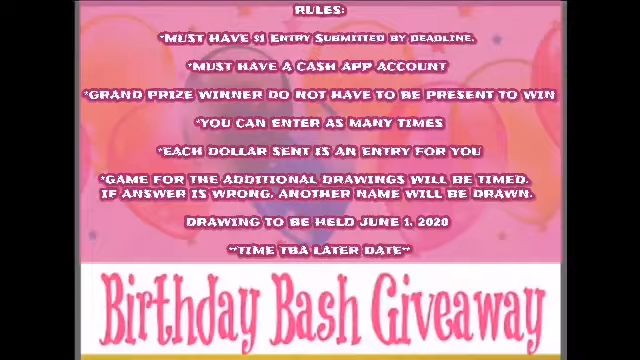 RULES:
*MUST HAVE $1 ENTRY SUBMITTED BY DEADLINE.
*MUST HAVE A CASH APP ACCOUNT
*GRAND PRIZE WINNER DO NOT HAVE TO BE PRESENT TO WIN
*YOU CAN ENTER AS MANY TIMES
*EACH DOLLAR SENT IS AN ENTRY FOR YOU
*GAME FOR THE ADDITIONAL DRAWINGS WILL BE TIMED.
IF ANSWER IS WRONG, ANOTHER NAME WILL BE DRAWN.
DRAWING TO BE HELD JUNE 1, 2020
**TIME TBA LATER DATE**
Birthday Bash Giveaway